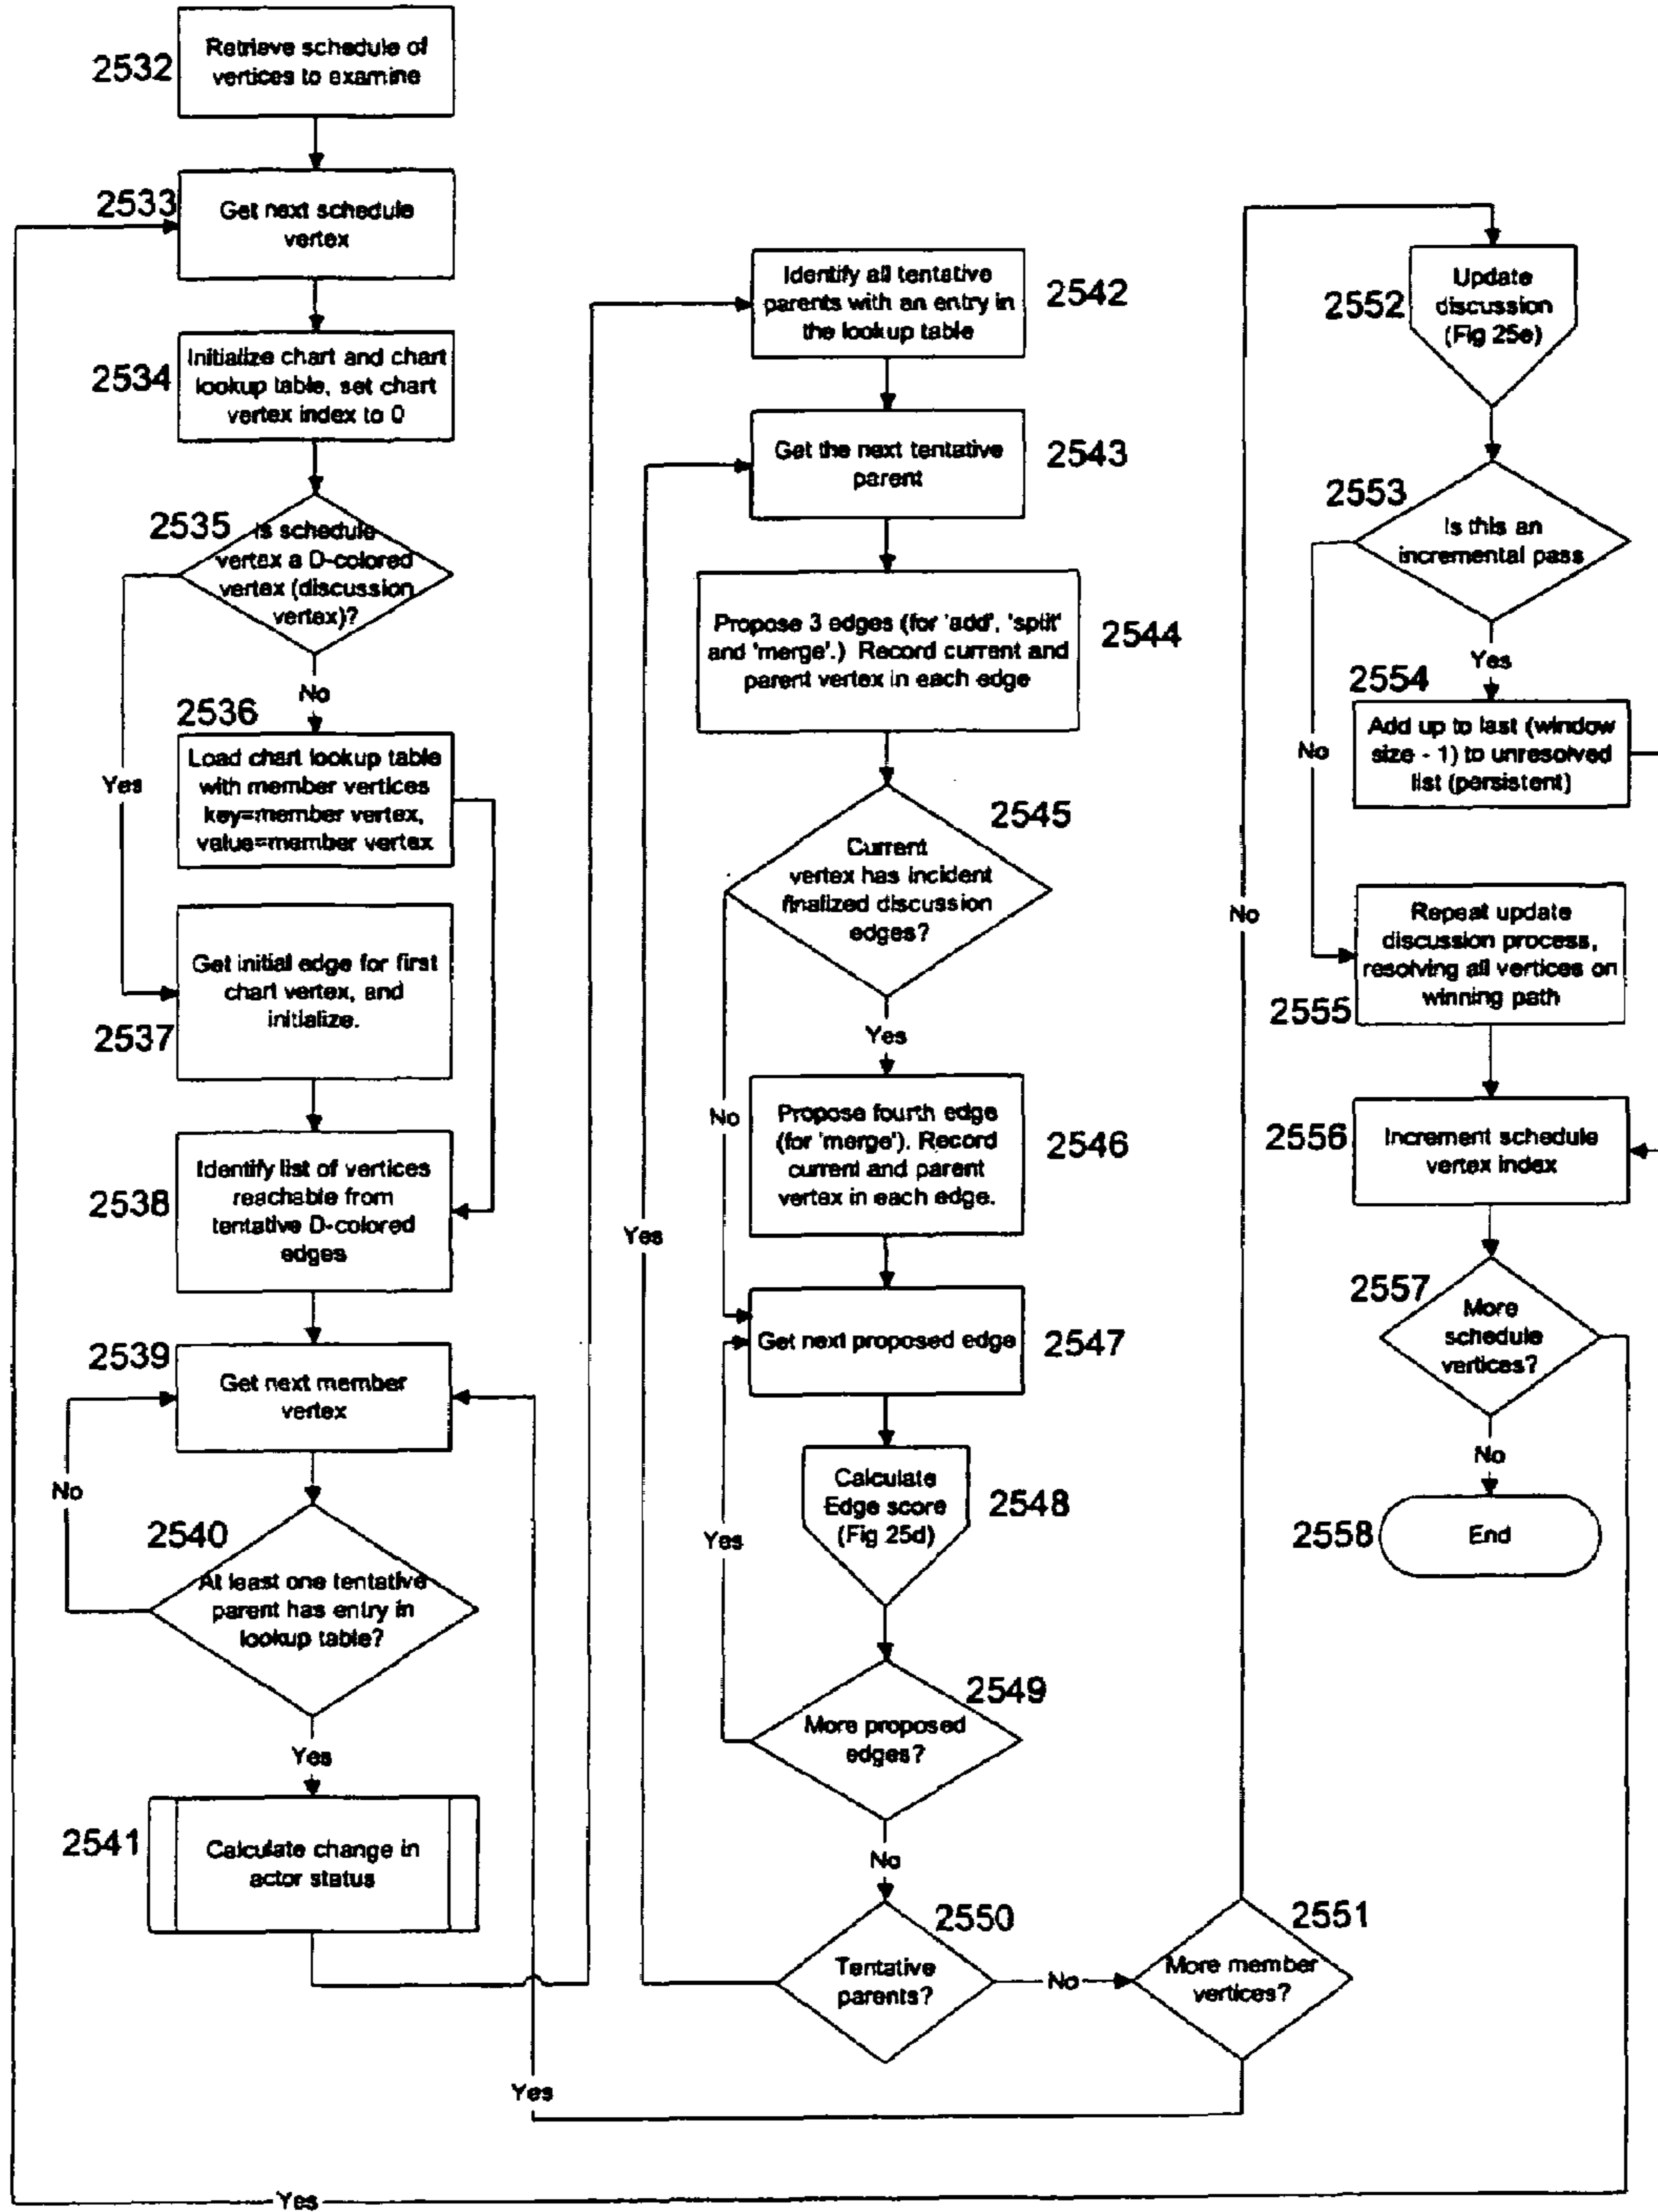 2532
Retrieve schedule of
vertices to examine
2533
Get next schedule
vertex
2534
Initialize chart and chart
lookup table, set chart
vertex index to 0
2535
Is schedule
vertex a D-colored
vertex (discussion
vertex)?
No
Yes
2536
Load chart lookup table
with member vertices
key=member vertex,
value=member vertex
2537
Get initial edge for first
chart vertex, and
initialize.
2538
Identify list of vertices
reachable from
tentative D-colored
edges
2539
Get next member
vertex
No
2540
At least one tentative
parent has entry in
lookup table?
Yes
2541
Calculate change in
actor status
2542
Identify all tentative
parents with an entry in
the lookup table
2543
Get the next tentative
parent
2544
Propose 3 edges (for 'add', 'split'
and 'merge'.) Record current and
parent vertex in each edge
2545
Current
vertex has incident
finalized discussion
edges?
Yes
No
2546
Propose fourth edge
(for 'merge'). Record
current and parent
vertex in each edge.
Yes
2547
Get next proposed edge
2548
Calculate
Edge score
(Fig 25d)
Yes
2549
More proposed
edges?
No
2550
Tentative
parents?
No
2551
More member
vertices?
Yes
No
2552
Update
discussion
(Fig 25e)
2553
Is this an
incremental pass
Yes
No
2554
Add up to last (window
size - 1) to unresolved
list (persistent)
2555
Repeat update
discussion process,
resolving all vertices on
winning path
2556
Increment schedule
vertex index
2557
More
schedule
vertices?
No
2558
End
Yes